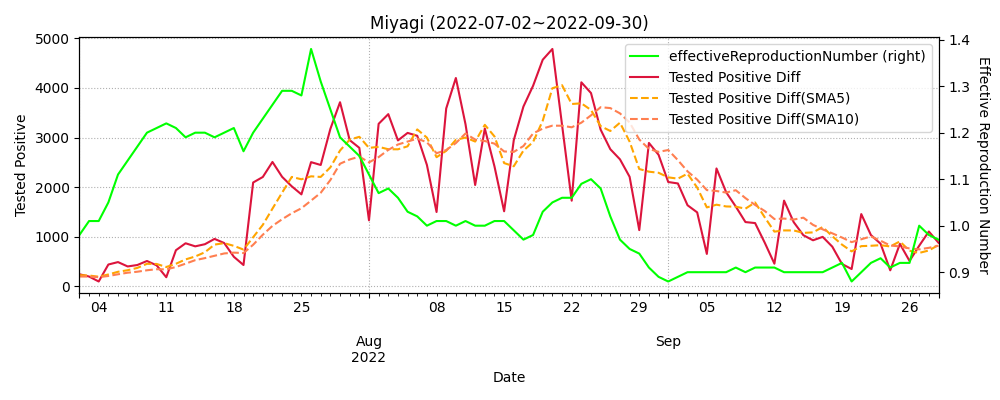 Miyagi (2022-07-02~2022-09-30)
effectiveReproductionNumber (right)
Tested Positive Diff
Tested Positive Diff(SMA5)
Tested Positive Diff(SMA10)
Tested Positive
5000
4000
3000
2000
1000
0
1.4
1.3
1.2
1.1
1.0
0.9
Effective Reproduction Number
04 11 18 25 08 15 22 29 05 12 19 26
Aug Sep
2022
Date